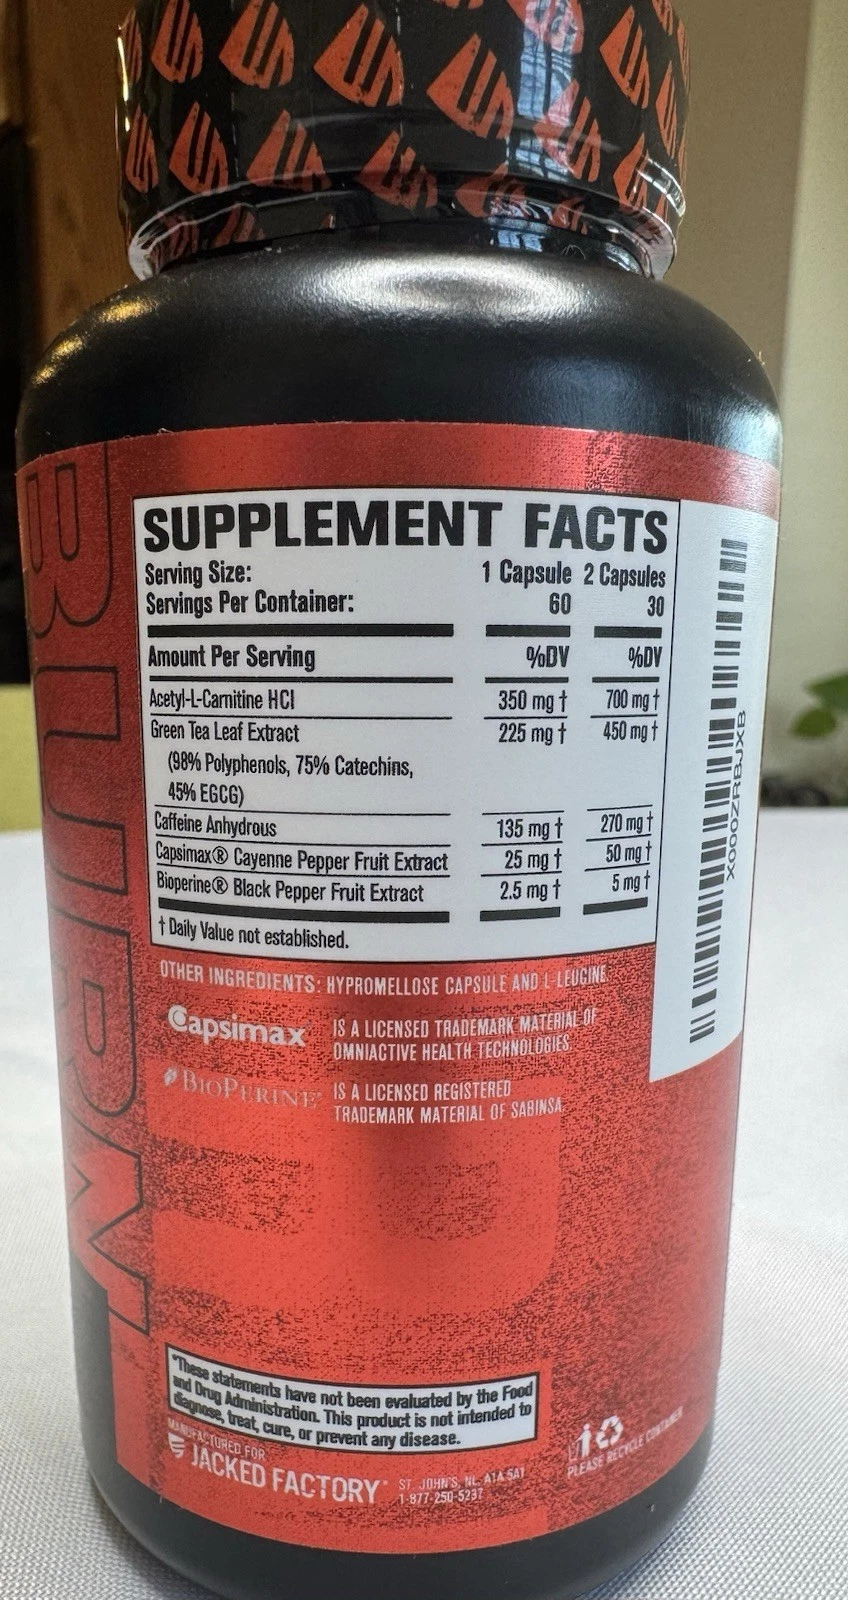 BURN
SUPPLEMENT FACTS
Serving Size: 1 Capsule 2 Capsules
Servings Per Container: 60 30
Amount Per Serving %DV %DV
Acetyl-L-Carnitine HCl 350 mg † 700 mg †
Green Tea Leaf Extract 225 mg † 450 mg †
(98% Polyphenols, 75% Catechins,
45% EGCG)
Caffeine Anhydrous 135 mg † 270 mg †
Capsimax® Cayenne Pepper Fruit Extract 25 mg † 50 mg †
Bioperine® Black Pepper Fruit Extract 2.5 mg † 5 mg †
† Daily Value not established.
X000ZRBJXB
OTHER INGREDIENTS: HYPROMELLOSE CAPSULE AND L-LEUCINE.
Capsimax IS A LICENSED TRADEMARK MATERIAL OF
OMNIACTIVE HEALTH TECHNOLOGIES.
BIOPERINE® IS A LICENSED REGISTERED
TRADEMARK MATERIAL OF SABINSA.
*These statements have not been evaluated by the Food
and Drug Administration. This product is not intended to
diagnose, treat, cure, or prevent any disease.
MANUFACTURED FOR
JACKED FACTORY® ST. JOHN'S, NL, A1A 5A1
1-877-250-5237
PLEASE RECYCLE CONTAINER